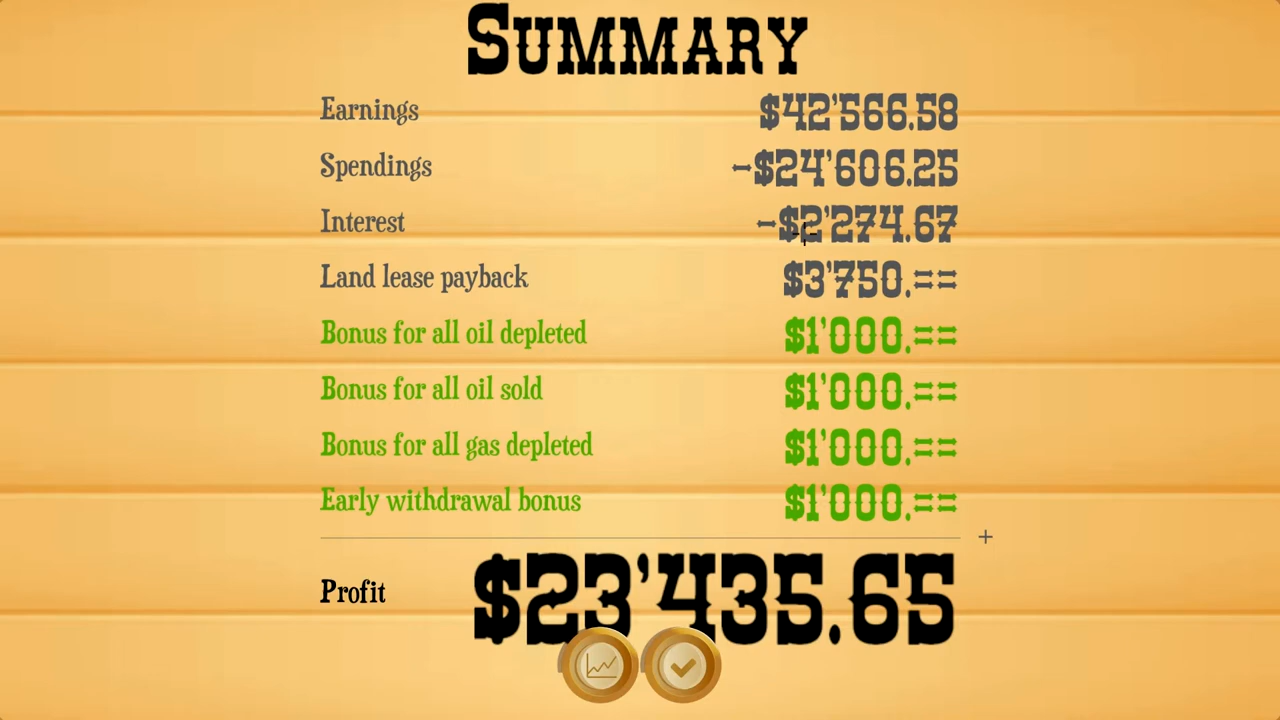 SUMMARY
Earnings $42'566.58
Spendings -$24'606.25
Interest -$2'274.67
Land lease payback $3'750.==
Bonus for all oil depleted $1'000.==
Bonus for all oil sold $1'000.==
Bonus for all gas depleted $1'000.==
Early withdrawal bonus $1'000.==
+
Profit $23'435.65